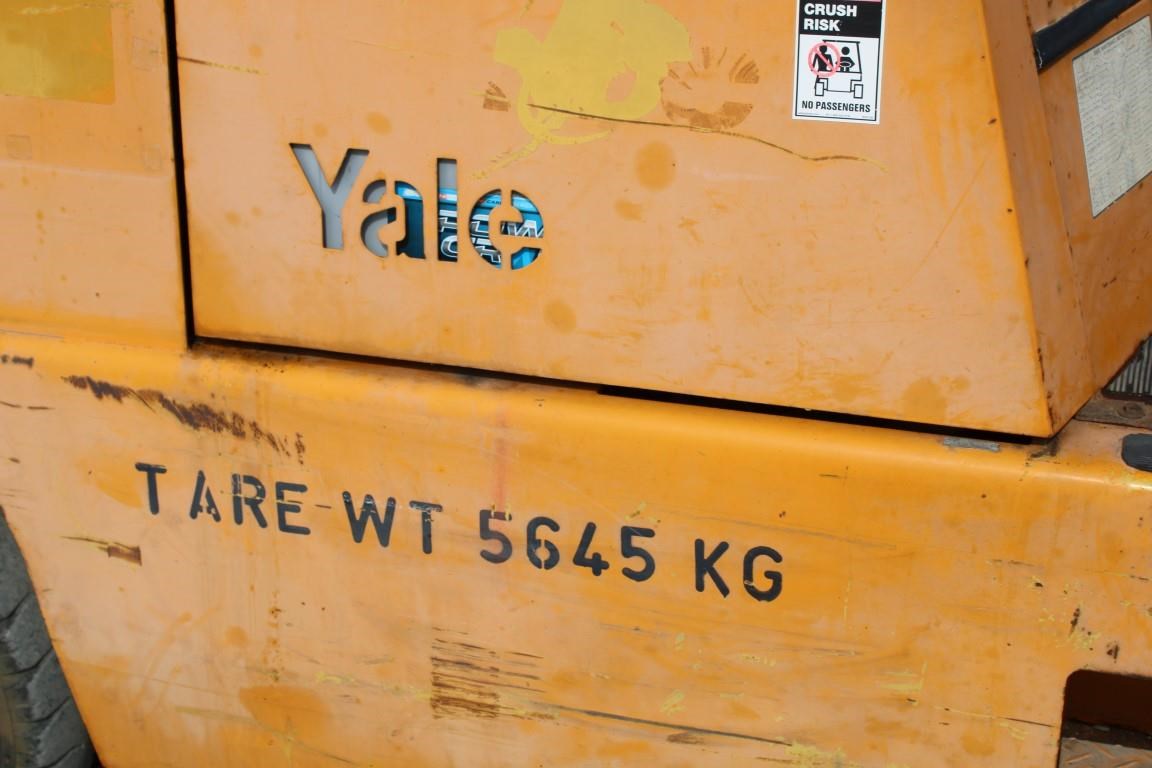 CRUSH
RISK
NO PASSENGERS
Yale
TARE-WT 5645 KG